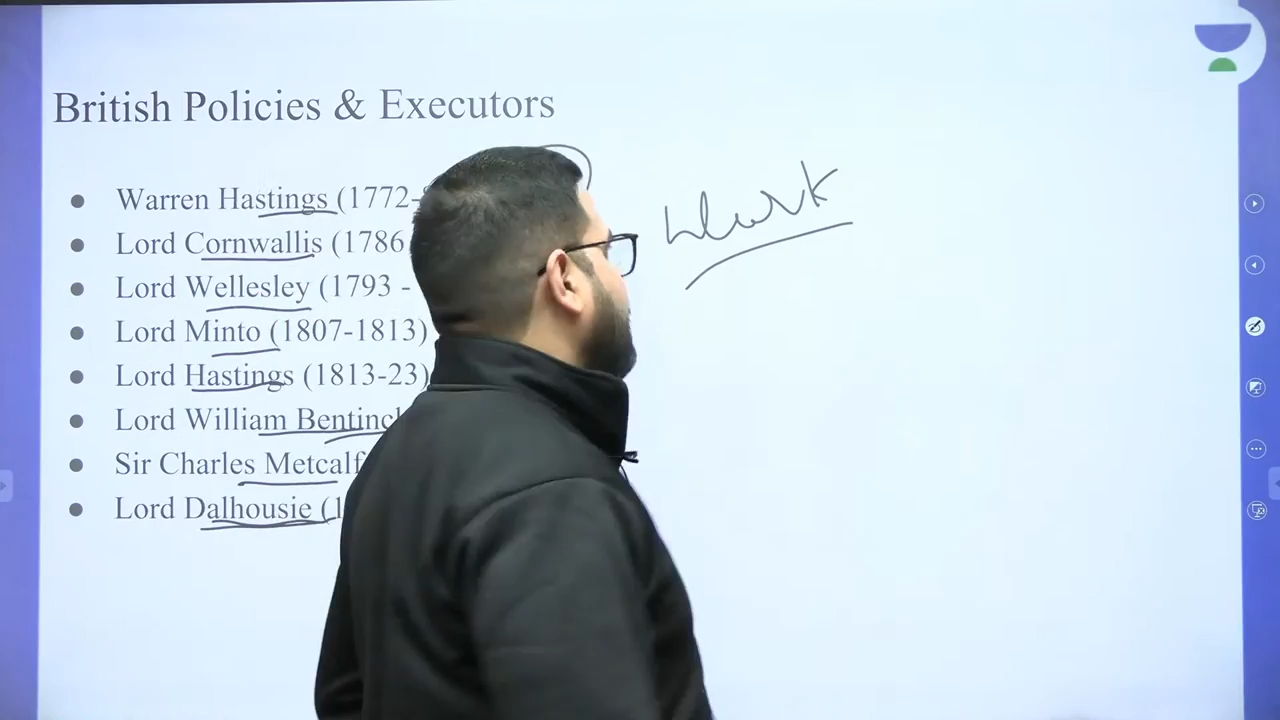 British Policies & Executors
● Warren Hastings (1772-
● Lord Cornwallis (1786
● Lord Wellesley (1793 -
● Lord Minto (1807-1813)
● Lord Hastings (1813-23)
● Lord William Bentinck
● Sir Charles Metcalf
● Lord Dalhousie (1